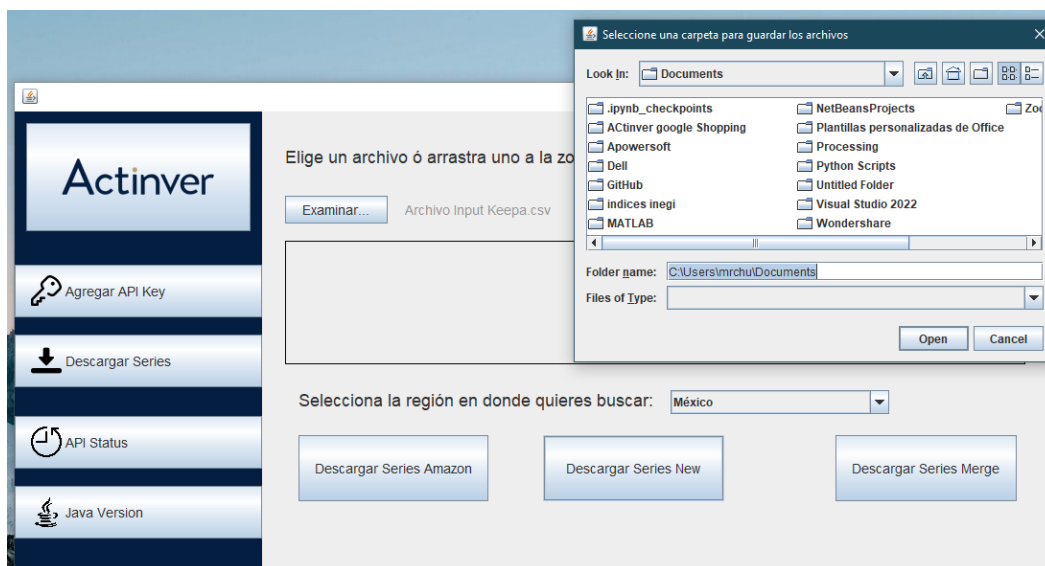 Seleccione una carpeta para guardar los archivos
Look In: Documents
.ipynb_checkpoints
ACtinver google Shopping
Apowersoft
Dell
GitHub
indices inegi
MATLAB
NetBeansProjects
Plantillas personalizadas de Office
Processing
Python Scripts
Untitled Folder
Visual Studio 2022
Wondershare
Folder name: C:\Users\mrchu\Documents
Files of Type:
Open Cancel
Actinver
Agregar API Key
Descargar Series
API Status
Java Version
Elige un archivo ó arrastra uno a la
Examinar... Archivo Input Keepa.csv
Selecciona la región en donde quieres buscar: México
Descargar Series Amazon
Descargar Series New
Descargar Series Merge